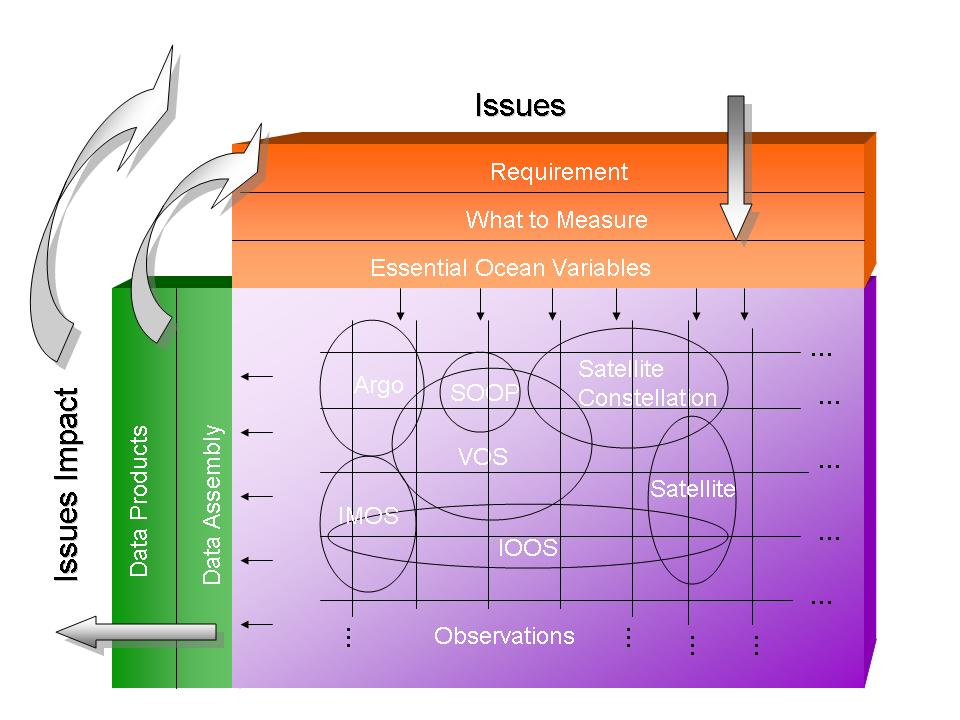 Issues
Requirement
What to Measure
Essential Ocean Variables
Argo
SOOP
Satellite
Constellation
...
...
VOS
...
Satellite
IMOS
IOOS
...
...
Observations
...
...
...
...
Data Assembly
Data Products
Issues Impact